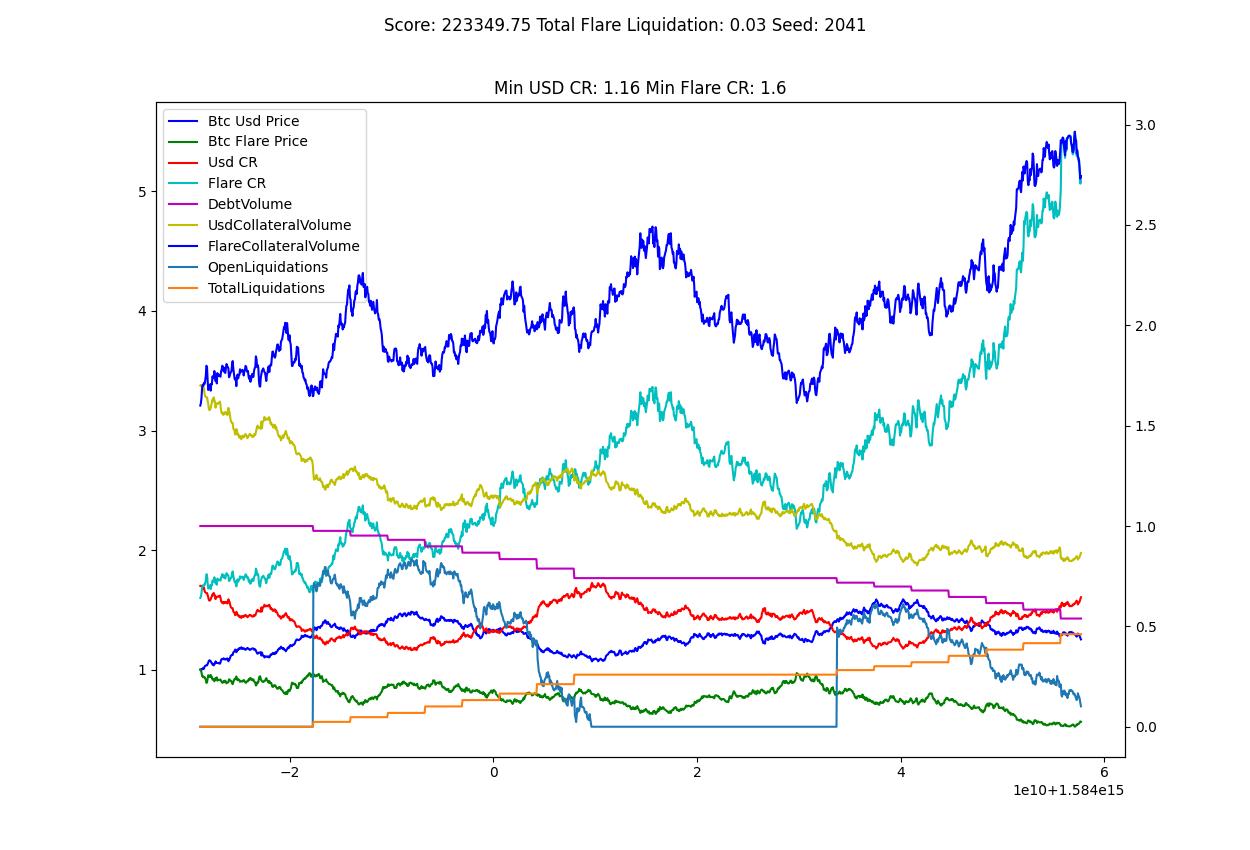 Score: 223349.75 Total Flare Liquidation: 0.03 Seed: 2041
Min USD CR: 1.16 Min Flare CR: 1.6
Btc Usd Price
Btc Flare Price
Usd CR
Flare CR
DebtVolume
UsdCollateralVolume
FlareCollateralVolume
OpenLiquidations
TotalLiquidations
5
4
3
2
1
3.0
2.5
2.0
1.5
1.0
0.5
0.0
−2
0
2
4
6
1e10+1.584e15